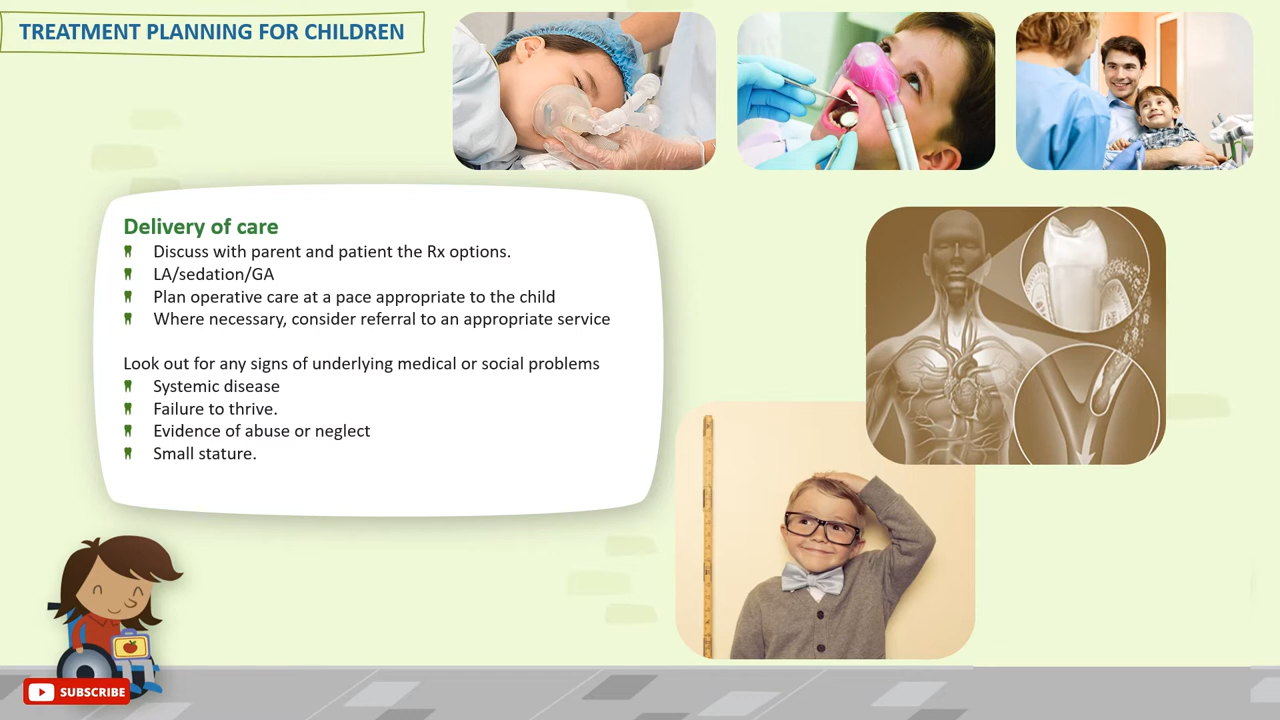 TREATMENT PLANNING FOR CHILDREN
Delivery of care
Discuss with parent and patient the Rx options.
LA/sedation/GA
Plan operative care at a pace appropriate to the child
Where necessary, consider referral to an appropriate service
Look out for any signs of underlying medical or social problems
Systemic disease
Failure to thrive.
Evidence of abuse or neglect
Small stature.
SUBSCRIBE